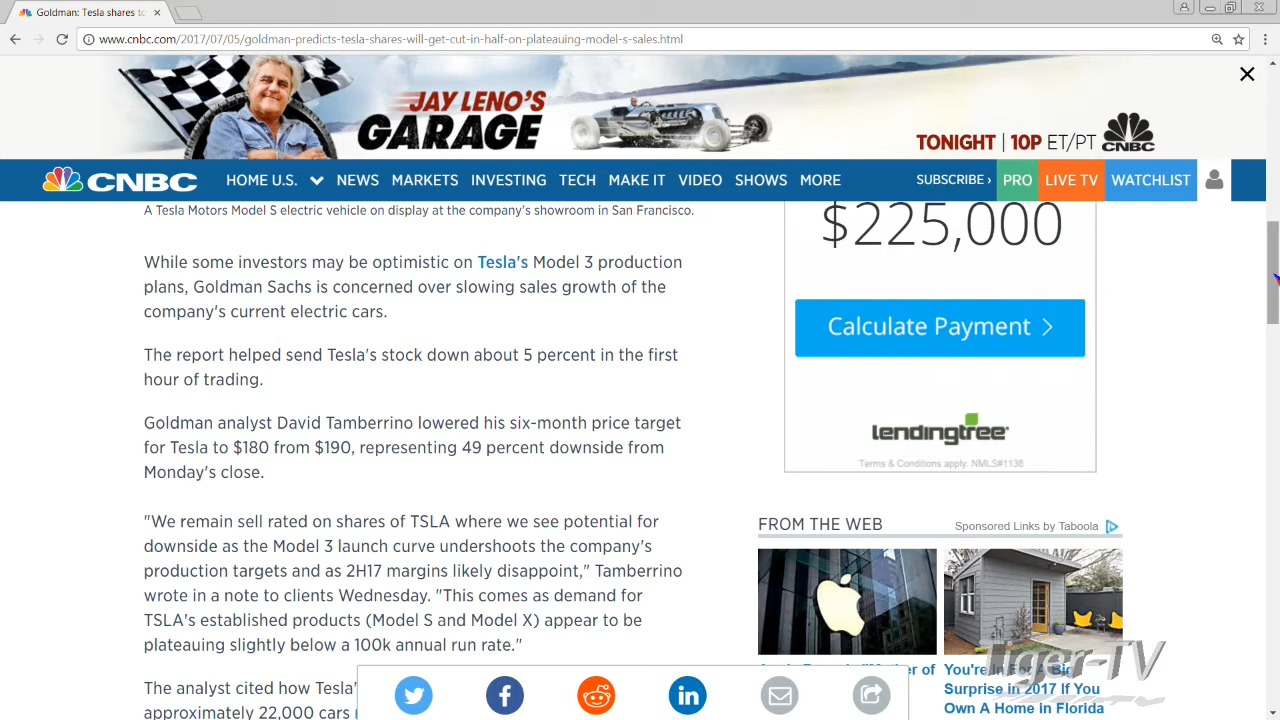 Goldman: Tesla shares to
www.cnbc.com/2017/07/05/goldman-predicts-tesla-shares-will-get-cut-in-half-on-plateauing-model-s-sales.html
JAY LENO'S
GARAGE
TONIGHT | 10P ET/PT
CNBC
CNBC HOME U.S. NEWS MARKETS INVESTING TECH MAKE IT VIDEO SHOWS MORE SUBSCRIBE › PRO LIVE TV WATCHLIST
A Tesla Motors Model S electric vehicle on display at the company's showroom in San Francisco.
While some investors may be optimistic on Tesla's Model 3 production
plans, Goldman Sachs is concerned over slowing sales growth of the
company's current electric cars.
The report helped send Tesla's stock down about 5 percent in the first
hour of trading.
Goldman analyst David Tamberrino lowered his six-month price target
for Tesla to $180 from $190, representing 49 percent downside from
Monday's close.
"We remain sell rated on shares of TSLA where we see potential for
downside as the Model 3 launch curve undershoots the company's
production targets and as 2H17 margins likely disappoint," Tamberrino
wrote in a note to clients Wednesday. "This comes as demand for
TSLA's established products (Model S and Model X) appear to be
plateauing slightly below a 100k annual run rate."
The analyst cited how Tesla'
approximately 22,000 cars
$225,000
Calculate Payment >
lendingtree
Terms & Conditions apply. NMLS#1136
FROM THE WEB
Sponsored Links by Taboola
of
You're In For A Big
Surprise in 2017 If You
Own A Home in Florida
tiger-TV